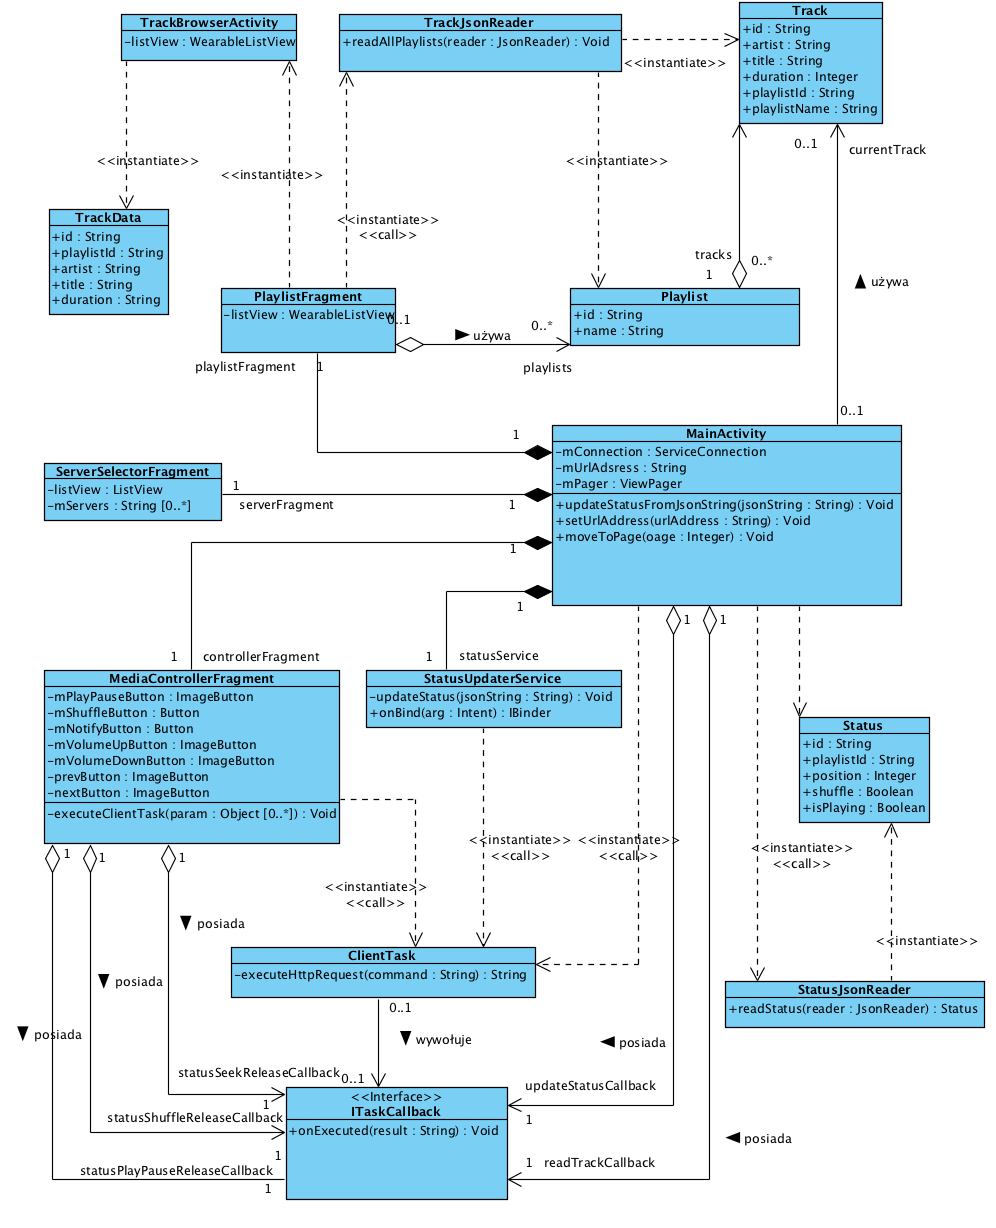 TrackBrowserActivity
-listView : WearableListView
TrackJsonReader
+readAllPlaylists(reader : JsonReader) : Void
Track
+id : String
+artist : String
+title : String
+duration : Integer
+playlistId : String
+playlistName : String
<<instantiate>>
0..1
currentTrack
<<instantiate>>
<<instantiate>>
<<instantiate>>
TrackData
+id : String
+playlistId : String
+artist : String
+title : String
+duration : String
<<instantiate>>
<<call>>
tracks
0..*
1
używa
PlaylistFragment
-listView : WearableListView
0..1
używa
0..*
playlists
Playlist
+id : String
+name : String
playlistFragment
1
0..1
1
MainActivity
-mConnection : ServiceConnection
-mUrlAdsress : String
-mPager : ViewPager
+updateStatusFromJsonString(jsonString : String) : Void
+setUrlAddress(urlAddress : String) : Void
+moveToPage(oage : Integer) : Void
ServerSelectorFragment
-listView : ListView
-mServers : String [0..*]
1
serverFragment
1
1
1
1
1
1
controllerFragment
1
statusService
MediaControllerFragment
-mPlayPauseButton : ImageButton
-mShuffleButton : Button
-mNotifyButton : Button
-mVolumeUpButton : ImageButton
-mVolumeDownButton : ImageButton
-prevButton : ImageButton
-nextButton : ImageButton
-executeClientTask(param : Object [0..*]) : Void
StatusUpdaterService
-updateStatus(jsonString : String) : Void
+onBind(arg : Intent) : IBinder
Status
+id : String
+playlistId : String
+position : Integer
+shuffle : Boolean
+isPlaying : Boolean
1
1
1
<<instantiate>>
<<call>>
<<instantiate>>
<<call>>
<<instantiate>>
<<call>>
<<instantiate>>
<<call>>
posiada
posiada
posiada
<<instantiate>>
ClientTask
-executeHttpRequest(command : String) : String
StatusJsonReader
+readStatus(reader : JsonReader) : Status
0..1
wywołuje
posiada
statusSeekReleaseCallback
0..1
1
updateStatusCallback
1
<<Interface>>
ITaskCallback
+onExecuted(result : String) : Void
statusShuffleReleaseCallback
1
posiada
statusPlayPauseReleaseCallback
1
1
readTrackCallback